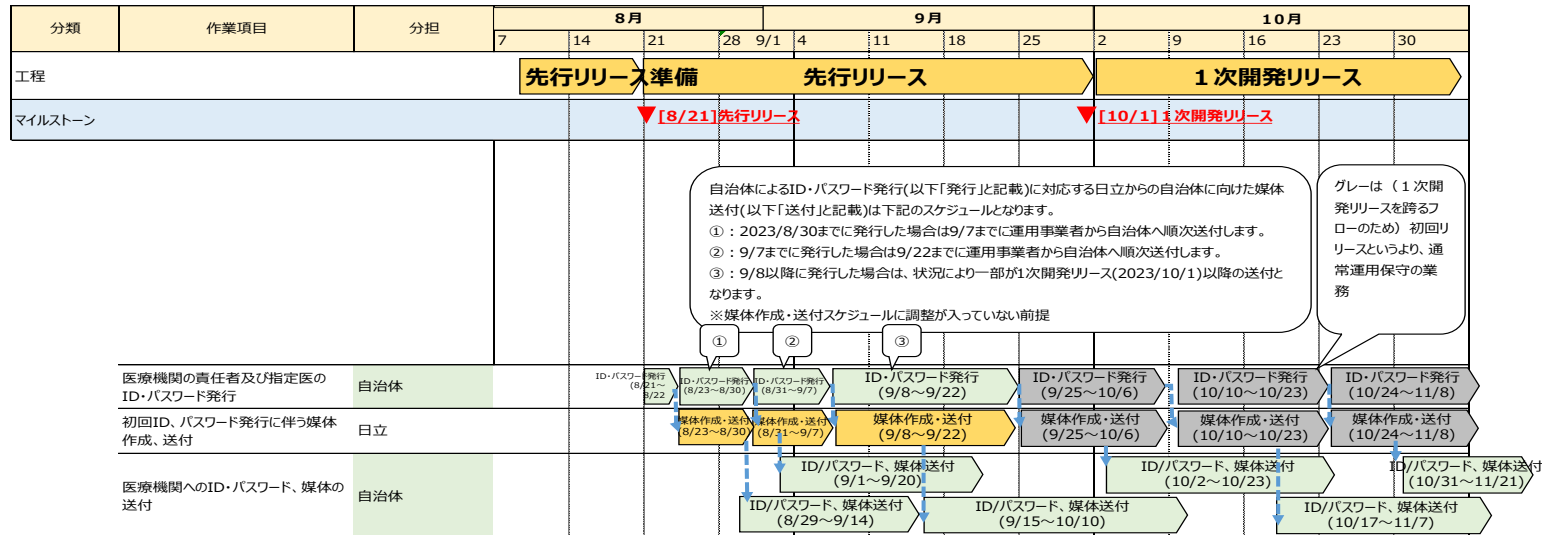 分類
作業項目
分担
8月
9月
10月
7
14
21
28
9/1
4
11
18
25
2
9
16
23
30
工程
先行リリース準備
先行リリース
1次開発リリース
マイルストーン
[8/21]先行リリース
[10/1]1次開発リリース
自治体によるID・パスワード発行(以下「発行」と記載)に対応する日立からの自治体に向けた媒体
送付(以下「送付」と記載)は下記のスケジュールとなります。
①：2023/8/30までに発行した場合は9/7までに運用事業者から自治体へ順次送付します。
②：9/7までに発行した場合は9/22までに運用事業者から自治体へ順次送付します。
③：9/8以降に発行した場合は、状況により一部が1次開発リリース(2023/10/1)以降の送付と
なります。
※媒体作成・送付スケジュールに調整が入っていない前提
グレーは（１次開
発リリースを跨るフ
ローのため）初回リ
リースというより、通
常運用保守の業
務
①
②
③
医療機関の責任者及び指定医の
ID・パスワード発行
自治体
ID・パスワード発行
(8/21～
8/22
ID・パスワード発行
(8/23～8/30)
ID・パスワード発行
(8/31～9/7)
ID・パスワード発行
(9/8～9/22)
ID・パスワード発行
(9/25～10/6)
ID・パスワード発行
(10/10～10/23)
ID・パスワード発行
(10/24～11/8)
初回ID、パスワード発行に伴う媒体
作成、送付
日立
媒体作成・送付
(8/23～8/30)
媒体作成・送付
(8/31～9/7)
媒体作成・送付
(9/8～9/22)
媒体作成・送付
(9/25～10/6)
媒体作成・送付
(10/10～10/23)
媒体作成・送付
(10/24～11/8)
医療機関へのID・パスワード、媒体の
送付
自治体
ID/パスワード、媒体送付
(9/1～9/20)
ID/パスワード、媒体送付
(10/2～10/23)
ID/パスワード、媒体送付
(10/31～11/21)
ID/パスワード、媒体送付
(8/29～9/14)
ID/パスワード、媒体送付
(9/15～10/10)
ID/パスワード、媒体送付
(10/17～11/7)